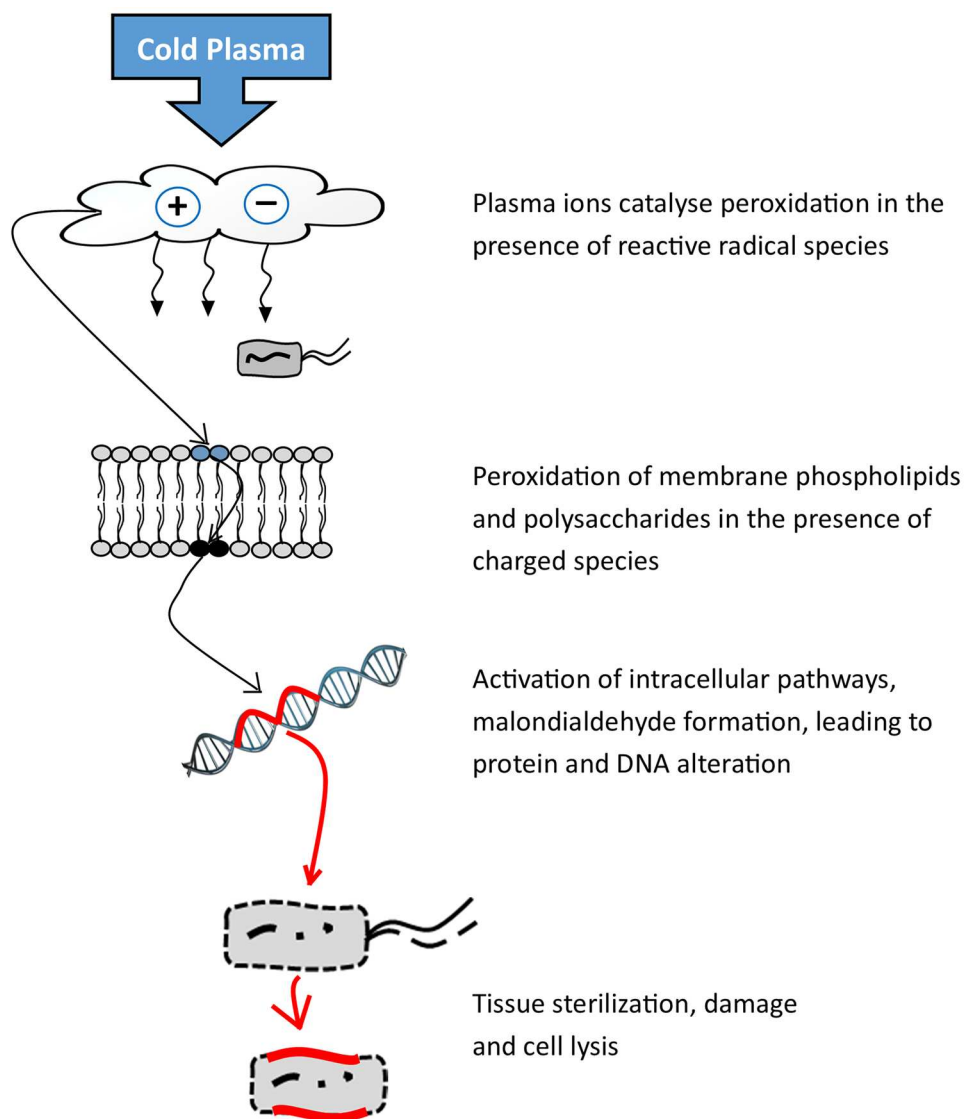 Cold Plasma
+
−
Plasma ions catalyse peroxidation in the
presence of reactive radical species
Peroxidation of membrane phospholipids
and polysaccharides in the presence of
charged species
Activation of intracellular pathways,
malondialdehyde formation, leading to
protein and DNA alteration
Tissue sterilization, damage
and cell lysis